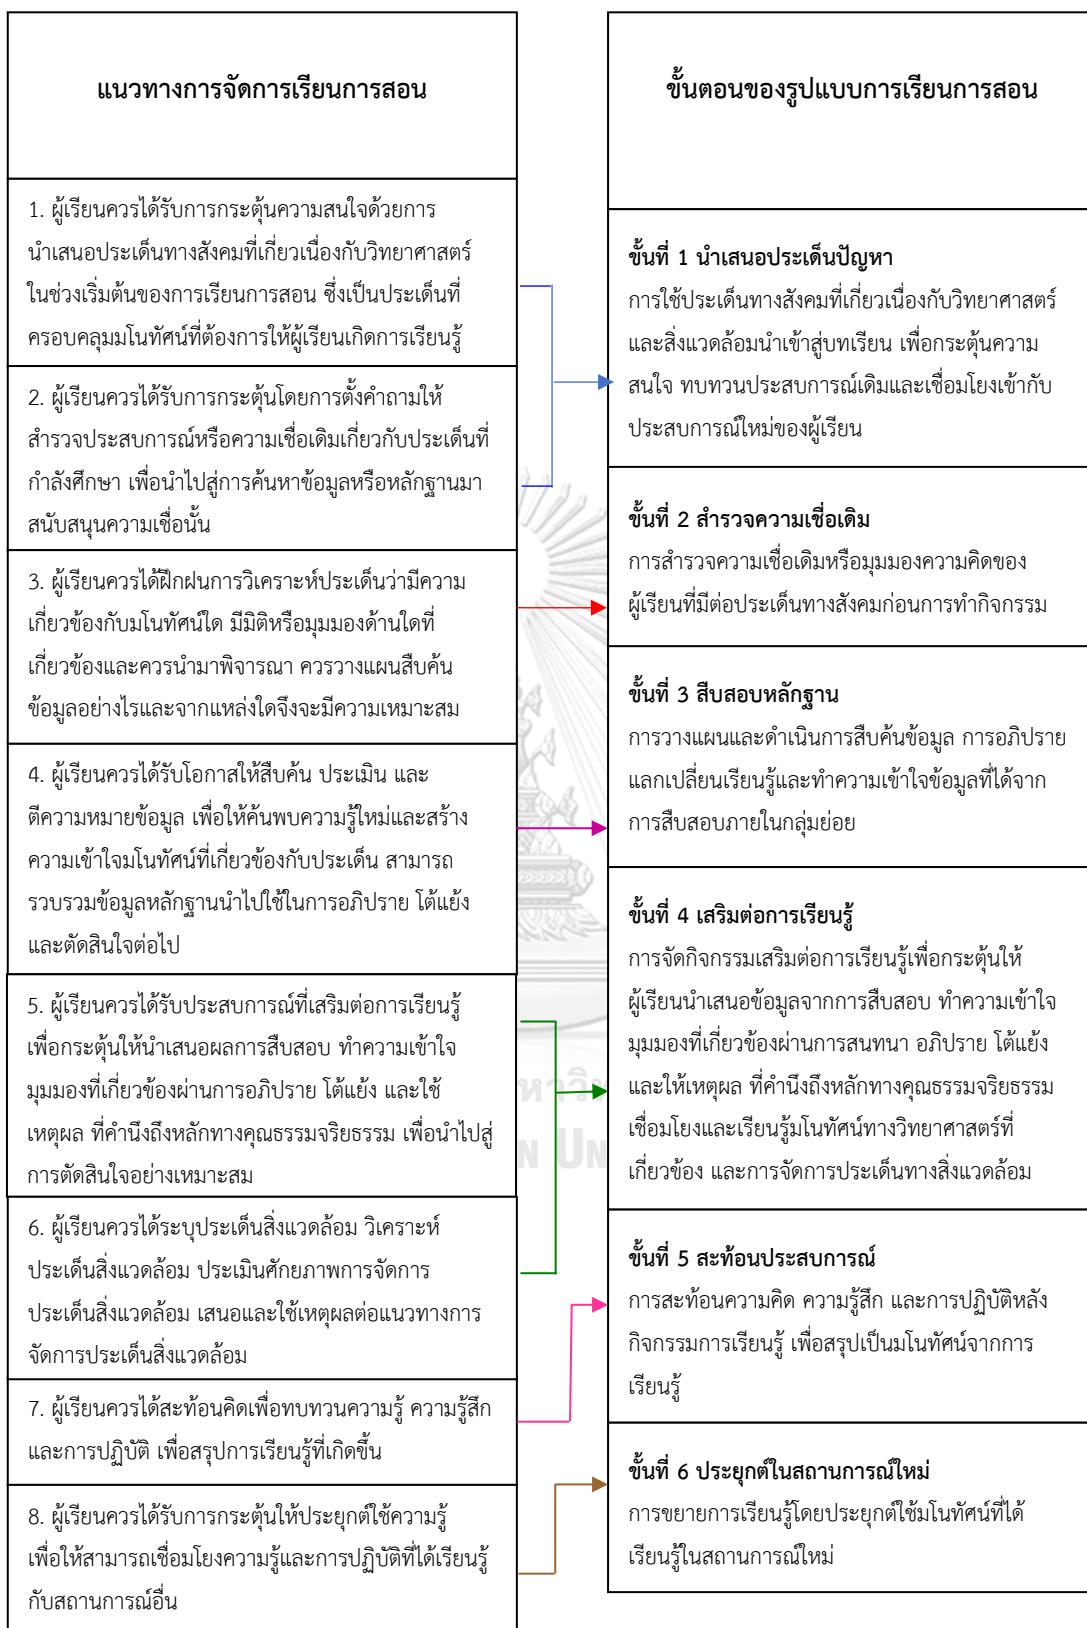 แนวทางการจัดการเรียนการสอน
1. ผู้เรียนควรได้รับการกระตุ้นความสนใจด้วยการ
นำเสนอประเด็นทางสังคมที่เกี่ยวเนื่องกับวิทยาศาสตร์
ในช่วงเริ่มต้นของการเรียนการสอน ซึ่งเป็นประเด็นที่
ครอบคลุมมโนทัศน์ที่ต้องการให้ผู้เรียนเกิดการเรียนรู้
2. ผู้เรียนควรได้รับการกระตุ้นโดยการตั้งคำถามให้
สำรวจประสบการณ์หรือความเชื่อเดิมเกี่ยวกับประเด็นที่
กำลังศึกษา เพื่อนำไปสู่การค้นหาข้อมูลหรือหลักฐานมา
สนับสนุนความเชื่อนั้น
3. ผู้เรียนควรได้ฝึกฝนการวิเคราะห์ประเด็นว่ามีความ
เกี่ยวข้องกับมโนทัศน์ใด มีมิติหรือมุมมองด้านใดที่
เกี่ยวข้องและควรนำมาพิจารณา ควรวางแผนสืบค้น
ข้อมูลอย่างไรและจากแหล่งใดจึงจะมีความเหมาะสม
4. ผู้เรียนควรได้รับโอกาสให้สืบค้น ประเมิน และ
ตีความหมายข้อมูล เพื่อให้ค้นพบความรู้ใหม่และสร้าง
ความเข้าใจมโนทัศน์ที่เกี่ยวข้องกับประเด็น สามารถ
รวบรวมข้อมูลหลักฐานนำไปใช้ในการอภิปราย โต้แย้ง
และตัดสินใจต่อไป
5. ผู้เรียนควรได้รับประสบการณ์ที่เสริมต่อการเรียนรู้
เพื่อกระตุ้นให้นำเสนอผลการสืบสอบ ทำความเข้าใจ
มุมมองที่เกี่ยวข้องผ่านการอภิปราย โต้แย้ง และใช้
เหตุผล ที่คำนึงถึงหลักทางคุณธรรมจริยธรรม เพื่อนำไปสู่
การตัดสินใจอย่างเหมาะสม
6. ผู้เรียนควรได้ระบุประเด็นสิ่งแวดล้อม วิเคราะห์
ประเด็นสิ่งแวดล้อม ประเมินศักยภาพการจัดการ
ประเด็นสิ่งแวดล้อม เสนอและใช้เหตุผลต่อแนวทางการ
จัดการประเด็นสิ่งแวดล้อม
7. ผู้เรียนควรได้สะท้อนคิดเพื่อทบทวนความรู้ ความรู้สึก
และการปฏิบัติ เพื่อสรุปการเรียนรู้ที่เกิดขึ้น
8. ผู้เรียนควรได้รับการกระตุ้นให้ประยุกต์ใช้ความรู้
เพื่อให้สามารถเชื่อมโยงความรู้และการปฏิบัติที่ได้เรียนรู้
กับสถานการณ์อื่น
ขั้นตอนของรูปแบบการเรียนการสอน
ขั้นที่ 1 นำเสนอประเด็นปัญหา
การใช้ประเด็นทางสังคมที่เกี่ยวเนื่องกับวิทยาศาสตร์
และสิ่งแวดล้อมนำเข้าสู่บทเรียน เพื่อกระตุ้นความ
สนใจ ทบทวนประสบการณ์เดิมและเชื่อมโยงเข้ากับ
ประสบการณ์ใหม่ของผู้เรียน
ขั้นที่ 2 สำรวจความเชื่อเดิม
การสำรวจความเชื่อเดิมหรือมุมมองความคิดของ
ผู้เรียนที่มีต่อประเด็นทางสังคมก่อนการทำกิจกรรม
ขั้นที่ 3 สืบสอบหลักฐาน
การวางแผนและดำเนินการสืบค้นข้อมูล การอภิปราย
แลกเปลี่ยนเรียนรู้และทำความเข้าใจข้อมูลที่ได้จาก
การสืบสอบภายในกลุ่มย่อย
ขั้นที่ 4 เสริมต่อการเรียนรู้
การจัดกิจกรรมเสริมต่อการเรียนรู้เพื่อกระตุ้นให้
ผู้เรียนนำเสนอข้อมูลจากการสืบสอบ ทำความเข้าใจ
มุมมองที่เกี่ยวข้องผ่านการสนทนา อภิปราย โต้แย้ง
และให้เหตุผล ที่คำนึงถึงหลักทางคุณธรรมจริยธรรม
เชื่อมโยงและเรียนรู้มโนทัศน์ทางวิทยาศาสตร์ที่
เกี่ยวข้อง และการจัดการประเด็นทางสิ่งแวดล้อม
ขั้นที่ 5 สะท้อนประสบการณ์
การสะท้อนความคิด ความรู้สึก และการปฏิบัติหลัง
กิจกรรมการเรียนรู้ เพื่อสรุปเป็นมโนทัศน์จากการ
เรียนรู้
ขั้นที่ 6 ประยุกต์ในสถานการณ์ใหม่
การขยายการเรียนรู้โดยประยุกต์ใช้มโนทัศน์ที่ได้
เรียนรู้ในสถานการณ์ใหม่